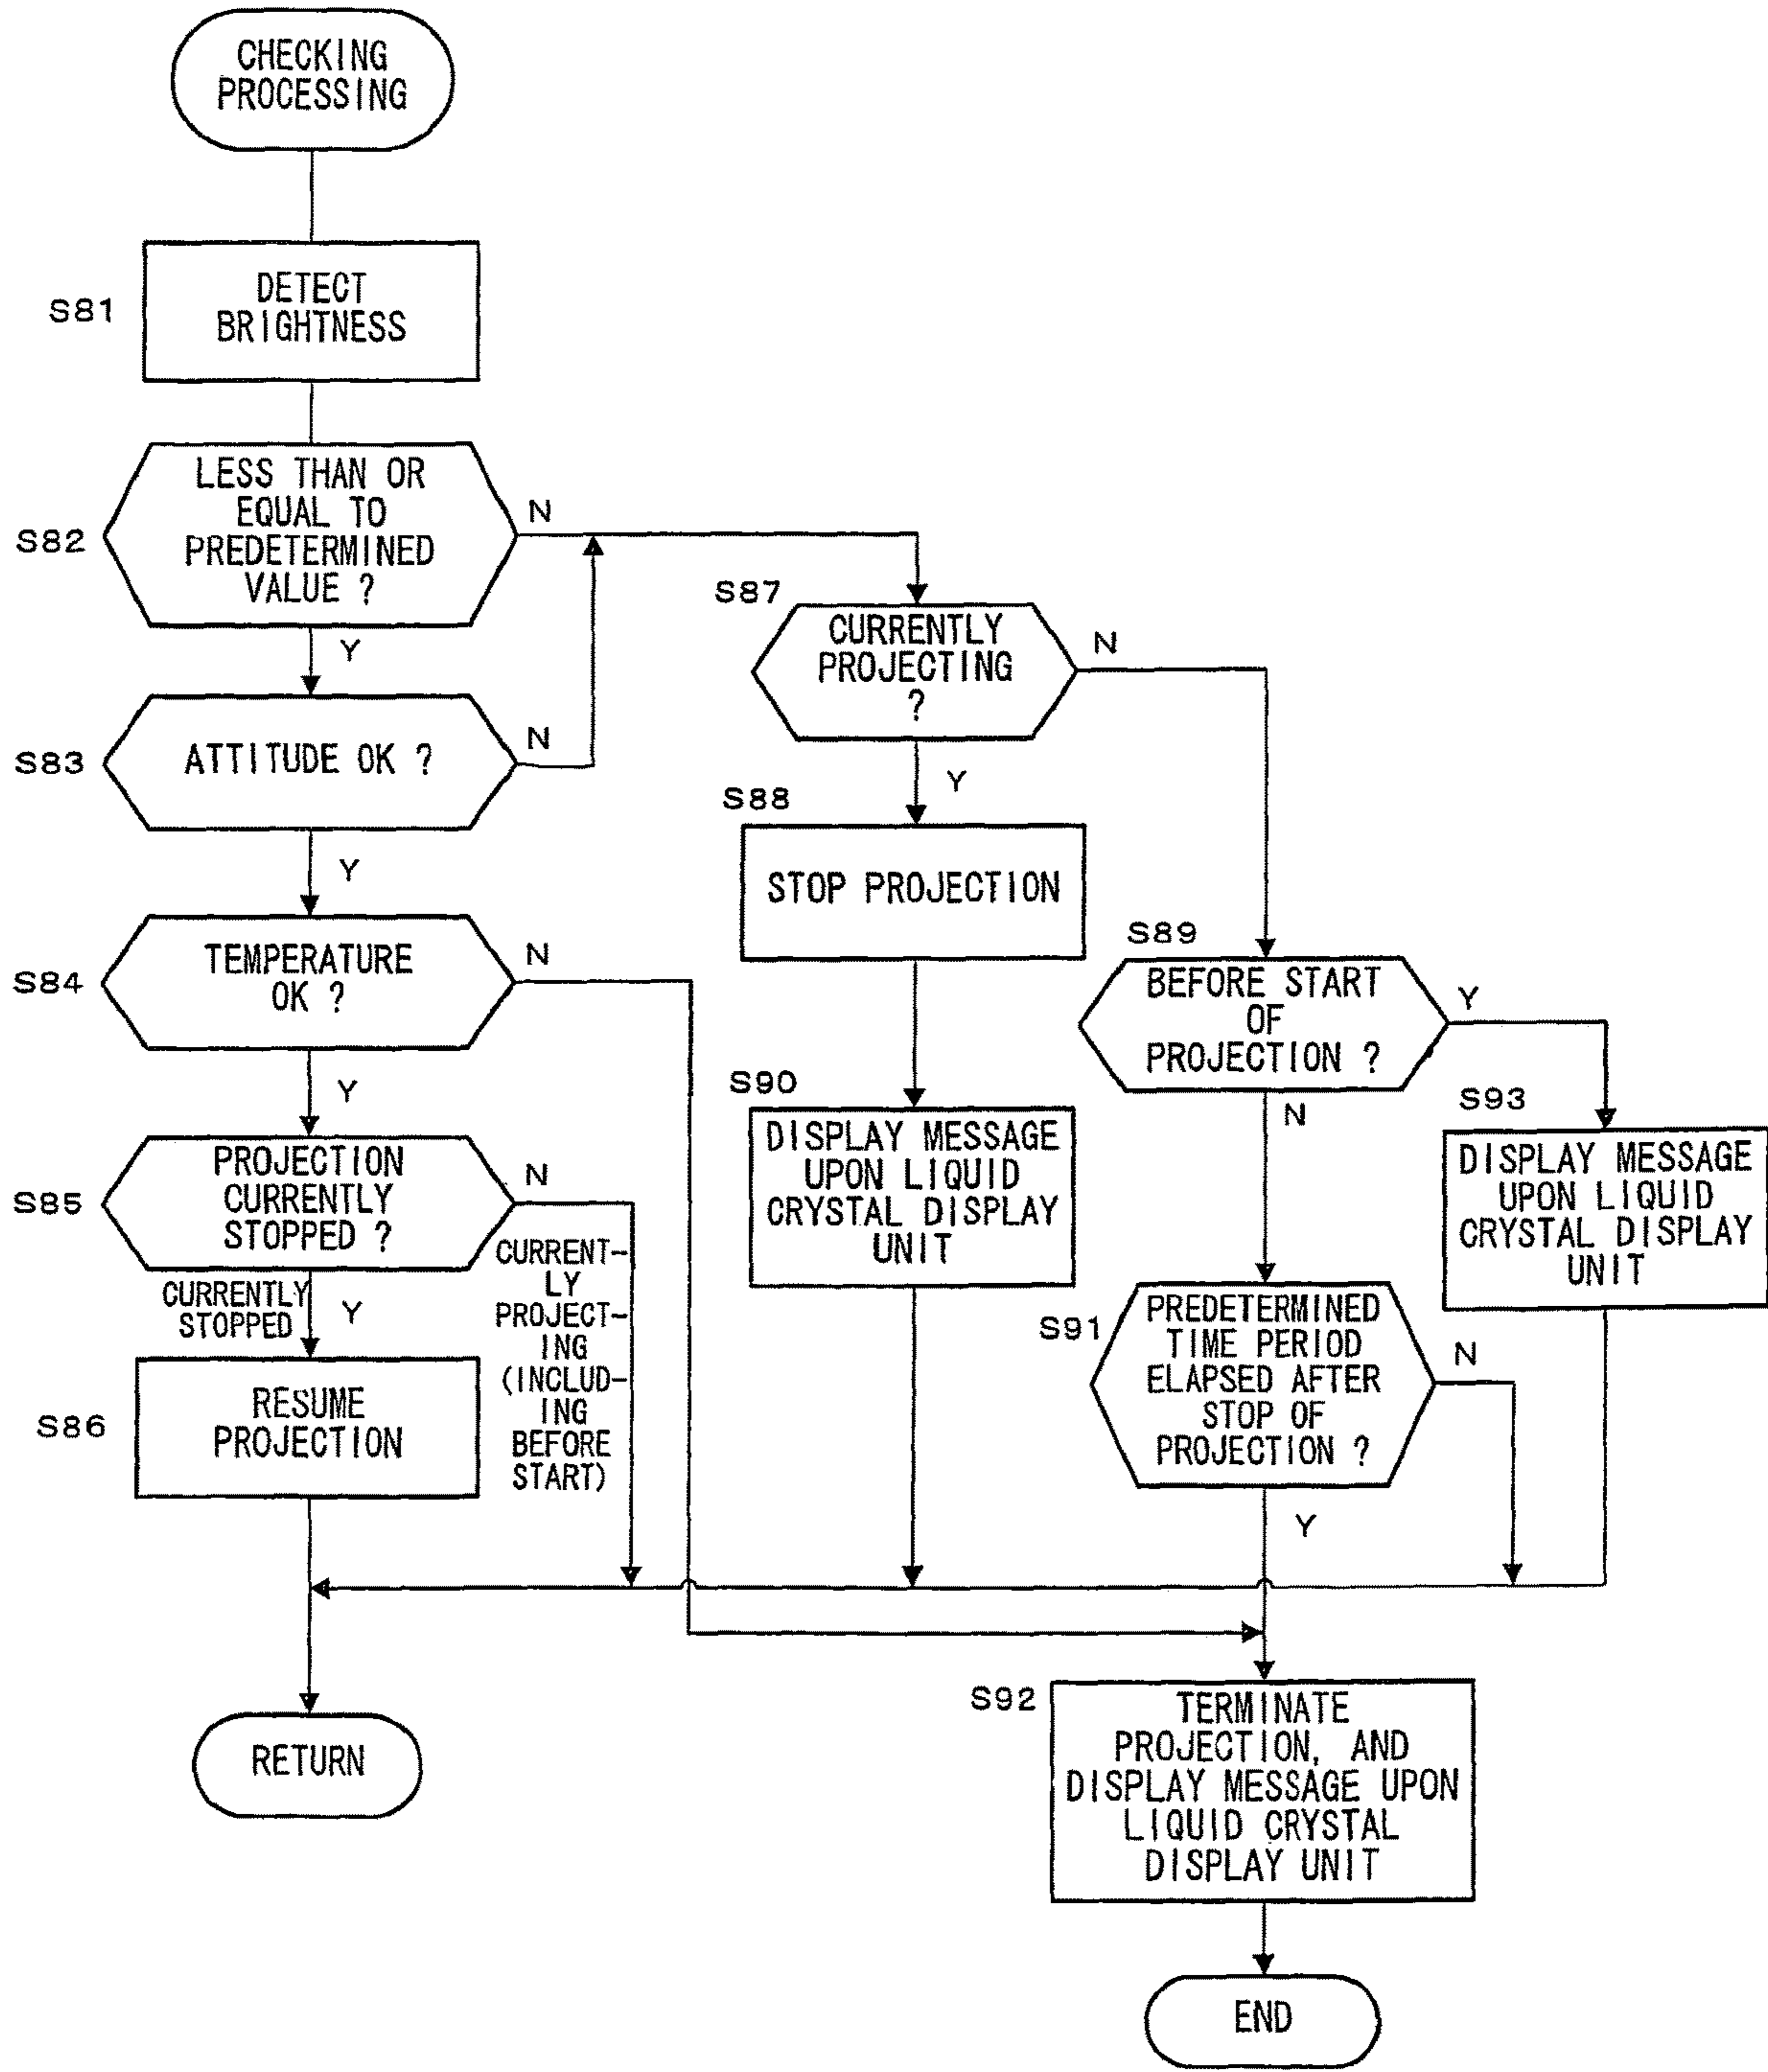 CHECKING
PROCESSING
S81
DETECT
BRIGHTNESS
S82
LESS THAN OR
EQUAL TO
PREDETERMINED
VALUE ?
N
Y
S83
ATTITUDE OK ?
N
Y
S84
TEMPERATURE
OK ?
N
Y
S85
PROJECTION
CURRENTLY
STOPPED ?
N
CURRENTLY
STOPPED
Y
CURRENT-
LY
PROJECT-
ING
(INCLUD-
ING
BEFORE
START)
S86
RESUME
PROJECTION
RETURN
S87
CURRENTLY
PROJECTING
?
N
Y
S88
STOP PROJECTION
S90
DISPLAY MESSAGE
UPON LIQUID
CRYSTAL DISPLAY
UNIT
S89
BEFORE START
OF
PROJECTION ?
Y
N
S93
DISPLAY MESSAGE
UPON LIQUID
CRYSTAL DISPLAY
UNIT
S91
PREDETERMINED
TIME PERIOD
ELAPSED AFTER
STOP OF
PROJECTION ?
N
Y
S92
TERMINATE
PROJECTION, AND
DISPLAY MESSAGE UPON
LIQUID CRYSTAL
DISPLAY UNIT
END